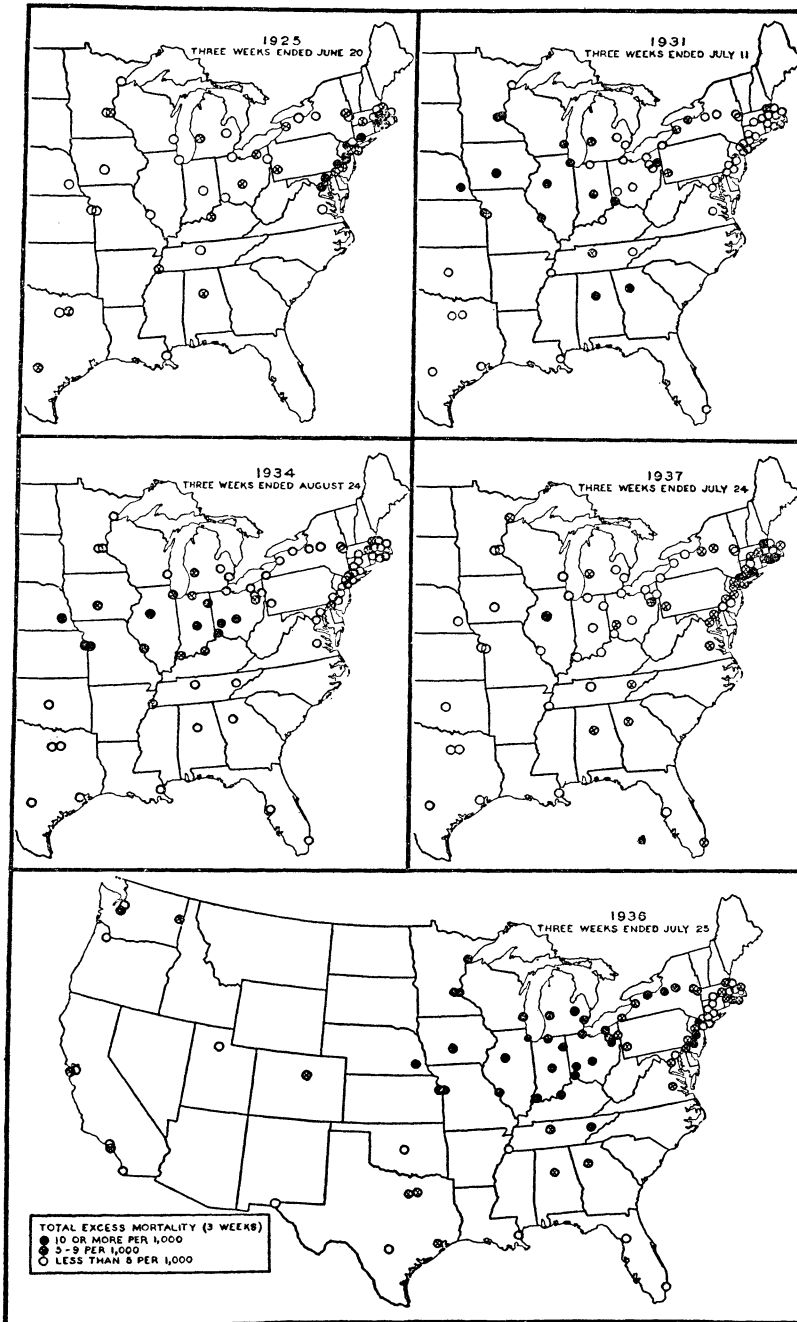 1925
THREE WEEKS ENDED JUNE 20
1931
THREE WEEKS ENDED JULY 11
1934
THREE WEEKS ENDED AUGUST 24
1937
THREE WEEKS ENDED JULY 24
1936
THREE WEEKS ENDED JULY 25
TOTAL EXCESS MORTALITY (3 WEEKS)
10 OR MORE PER 1,000
5-9 PER 1,000
LESS THAN 5 PER 1,000